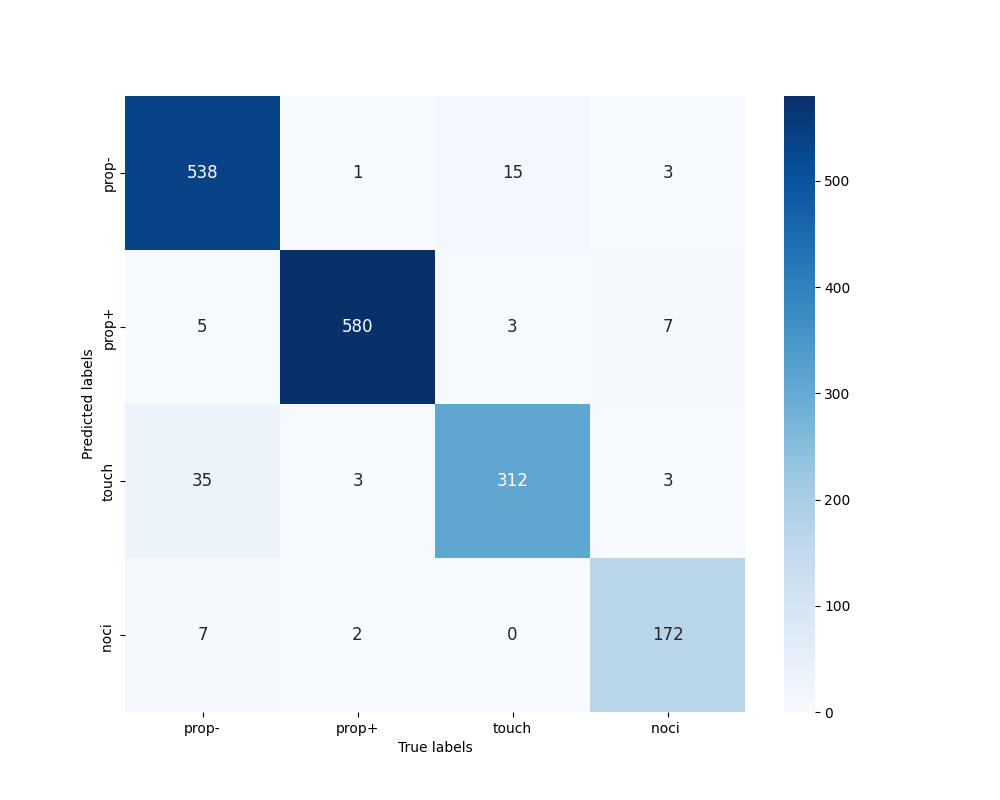 prop- 538 1 15 3
prop+ 5 580 3 7
touch 35 3 312 3
noci 7 2 0 172
prop- prop+ touch noci
True labels
Predicted labels
500
400
300
200
100
0